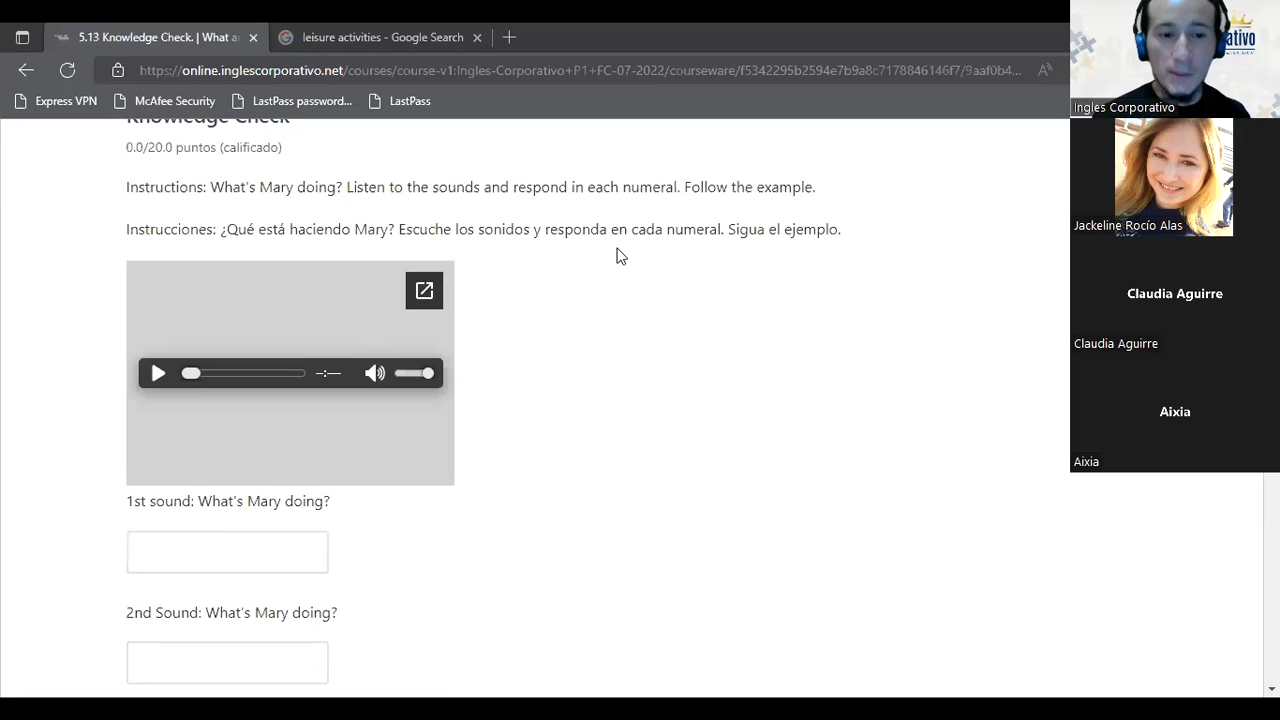 5.13 Knowledge Check. | What ar
leisure activities - Google Search
https://online.inglescorporativo.net/courses/course-v1:Ingles-Corporativo+P1+FC-07-2022/courseware/f5342295b2594e7b9a8c7178846146f7/9aaf0b4...
Express VPN
McAfee Security
LastPass password...
LastPass
Knowledge Check
0.0/20.0 puntos (calificado)
Instructions: What's Mary doing? Listen to the sounds and respond in each numeral. Follow the example.
Instrucciones: ¿Qué está haciendo Mary? Escuche los sonidos y responda en cada numeral. Siga el ejemplo.
-:--
1st sound: What's Mary doing?
2nd Sound: What's Mary doing?
ativo
Ingles Corporativo
Jackeline Rocío Alas
Claudia Aguirre
Claudia Aguirre
Aixia
Aixia